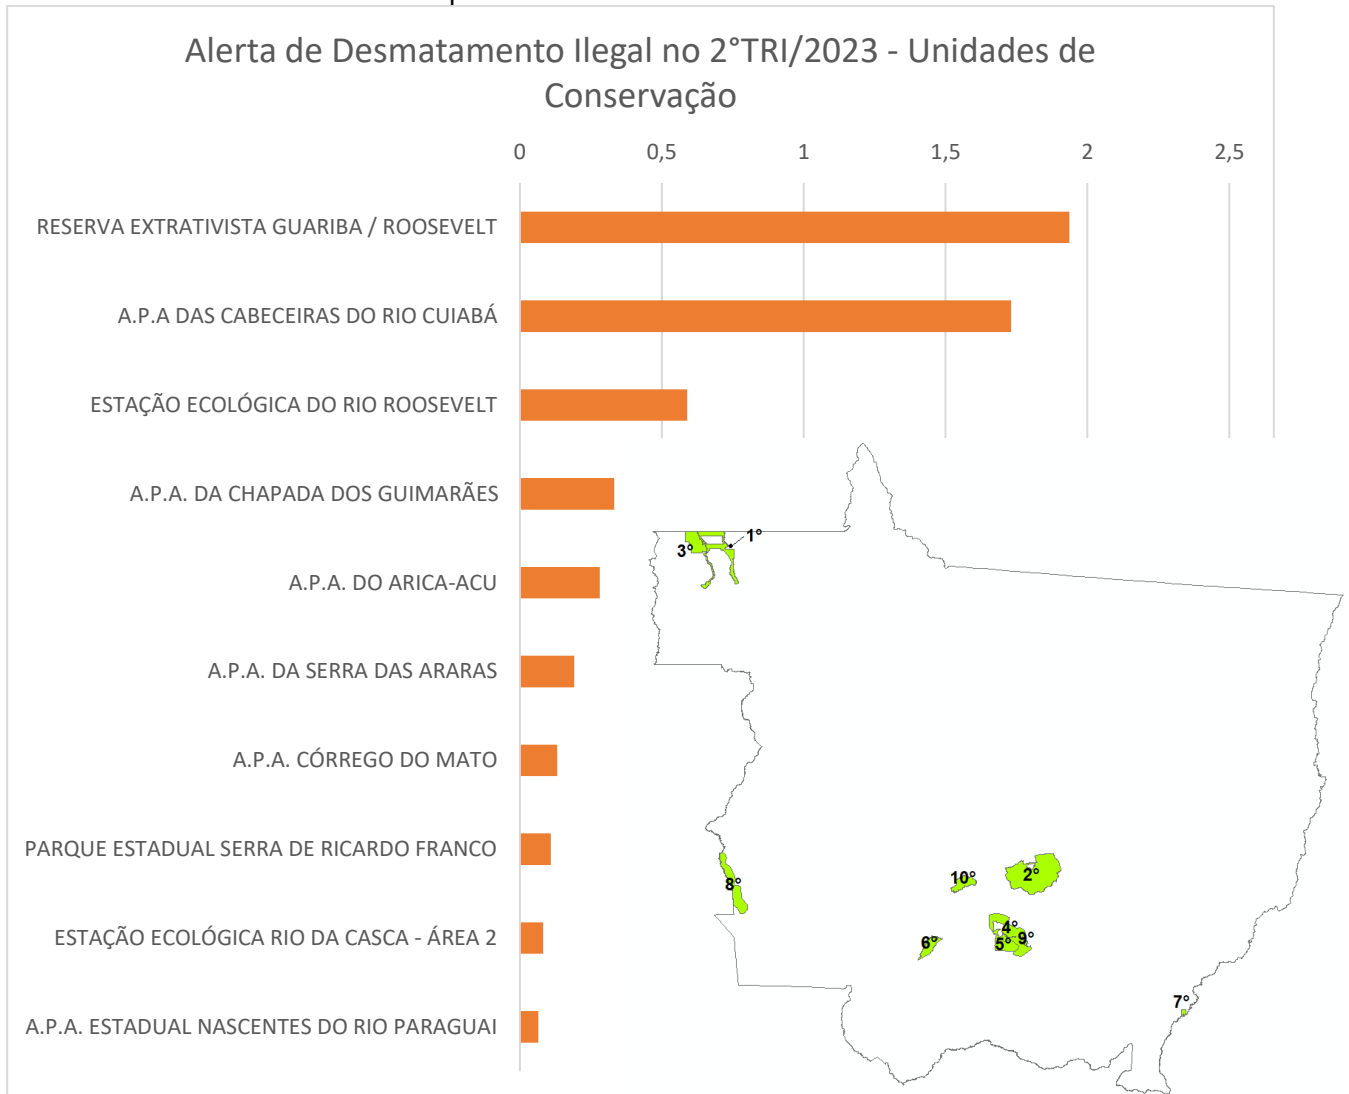 Alerta de Desmatamento Ilegal no 2°TRI/2023 - Unidades de
Conservação
0 0,5 1 1,5 2 2,5
RESERVA EXTRATIVISTA GUARIBA / ROOSEVELT
A.P.A DAS CABECEIRAS DO RIO CUIABÁ
ESTAÇÃO ECOLÓGICA DO RIO ROOSEVELT
A.P.A. DA CHAPADA DOS GUIMARÃES
1°
3°
A.P.A. DO ARICA-ACU
A.P.A. DA SERRA DAS ARARAS
A.P.A. CÓRREGO DO MATO
PARQUE ESTADUAL SERRA DE RICARDO FRANCO
8° 10° 2°
ESTAÇÃO ECOLÓGICA RIO DA CASCA - ÁREA 2
4°
6° 5° 9°
7°
A.P.A. ESTADUAL NASCENTES DO RIO PARAGUAI